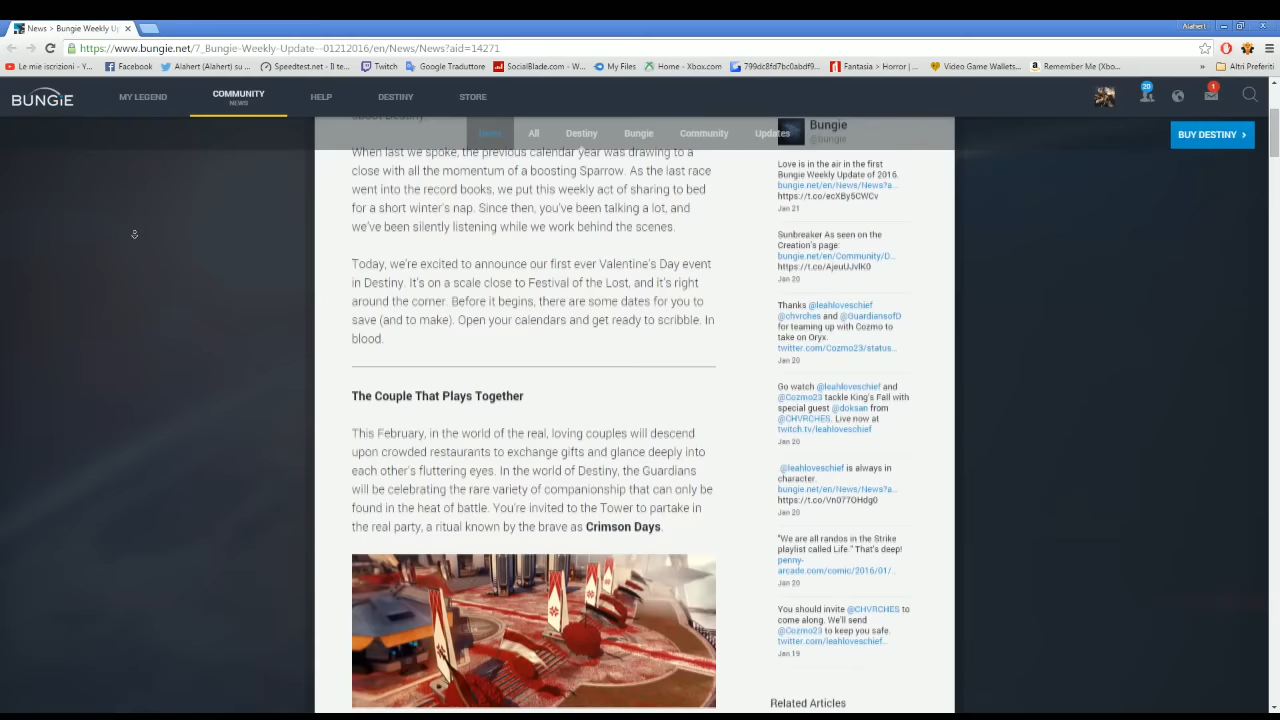 News > Bungie Weekly Up
Alahert
https://www.bungie.net/7_Bungie-Weekly-Update--01212016/en/News/News?aid=14271
Le mie iscrizioni - Yo...
Facebook
Alahert (Alahert) su ...
Speedtest.net - Il te...
Twitch
Google Traduttore
SocialBlade.com - W...
My Files
Home - Xbox.com
799dc8fd7bc0abdf9...
Fantasia > Horror | ...
Video Game Wallets...
Remember Me (Xbo...
»
Altri Preferiti
BUNGiE
MY LEGEND
COMMUNITY
NEWS
HELP
DESTINY
STORE
20
1
BUY DESTINY >
Home
All
Destiny
Bungie
Community
Updates
about Destiny.
When last we spoke, the previous calendar year was drawing to a
close with all the momentum of a boosting Sparrow. As the last race
went into the record books, we put this weekly act of sharing to bed
for a short winter's nap. Since then, you've been talking a lot, and
we've been silently listening while we work behind the scenes.
Today, we're excited to announce our first ever Valentine's Day event
in Destiny. It's on a scale close to Festival of the Lost, and it's right
around the corner. Before it begins, there are some dates for you to
save (and to make). Open your calendars and get ready to scribble. In
blood.
The Couple That Plays Together
This February, in the world of the real, loving couples will descend
upon crowded restaurants to exchange gifts and glance deeply into
each other's fluttering eyes. In the world of Destiny, the Guardians
will be celebrating the rare variety of companionship that can only be
found in the heat of battle. You're invited to the Tower to partake in
the real party, a ritual known by the brave as Crimson Days.
Bungie
@bungie
Love is in the air in the first
Bungie Weekly Update of 2016.
bungie.net/en/News/News?a...
https://t.co/ecXBy5CWCv
Jan 21
Sunbreaker As seen on the
Creation's page:
bungie.net/en/Community/D...
https://t.co/AjeuUJvlK0
Jan 20
Thanks @leahloveschief
@chvrches and @GuardiansofD
for teaming up with Cozmo to
take on Oryx.
twitter.com/Cozmo23/status...
Jan 20
Go watch @leahloveschief and
@Cozmo23 tackle King's Fall with
special guest @doksan from
@CHVRCHES. Live now at
twitch.tv/leahloveschief
Jan 20
.@leahloveschief is always in
character.
bungie.net/en/News/News?a...
https://t.co/Vn077OHdg0
Jan 20
"We are all randos in the Strike
playlist called Life." That's deep!
penny-
arcade.com/comic/2016/01/...
Jan 20
You should invite @CHVRCHES to
come along. We'll send
@Cozmo23 to keep you safe.
twitter.com/leahloveschief...
Jan 19
Related Articles